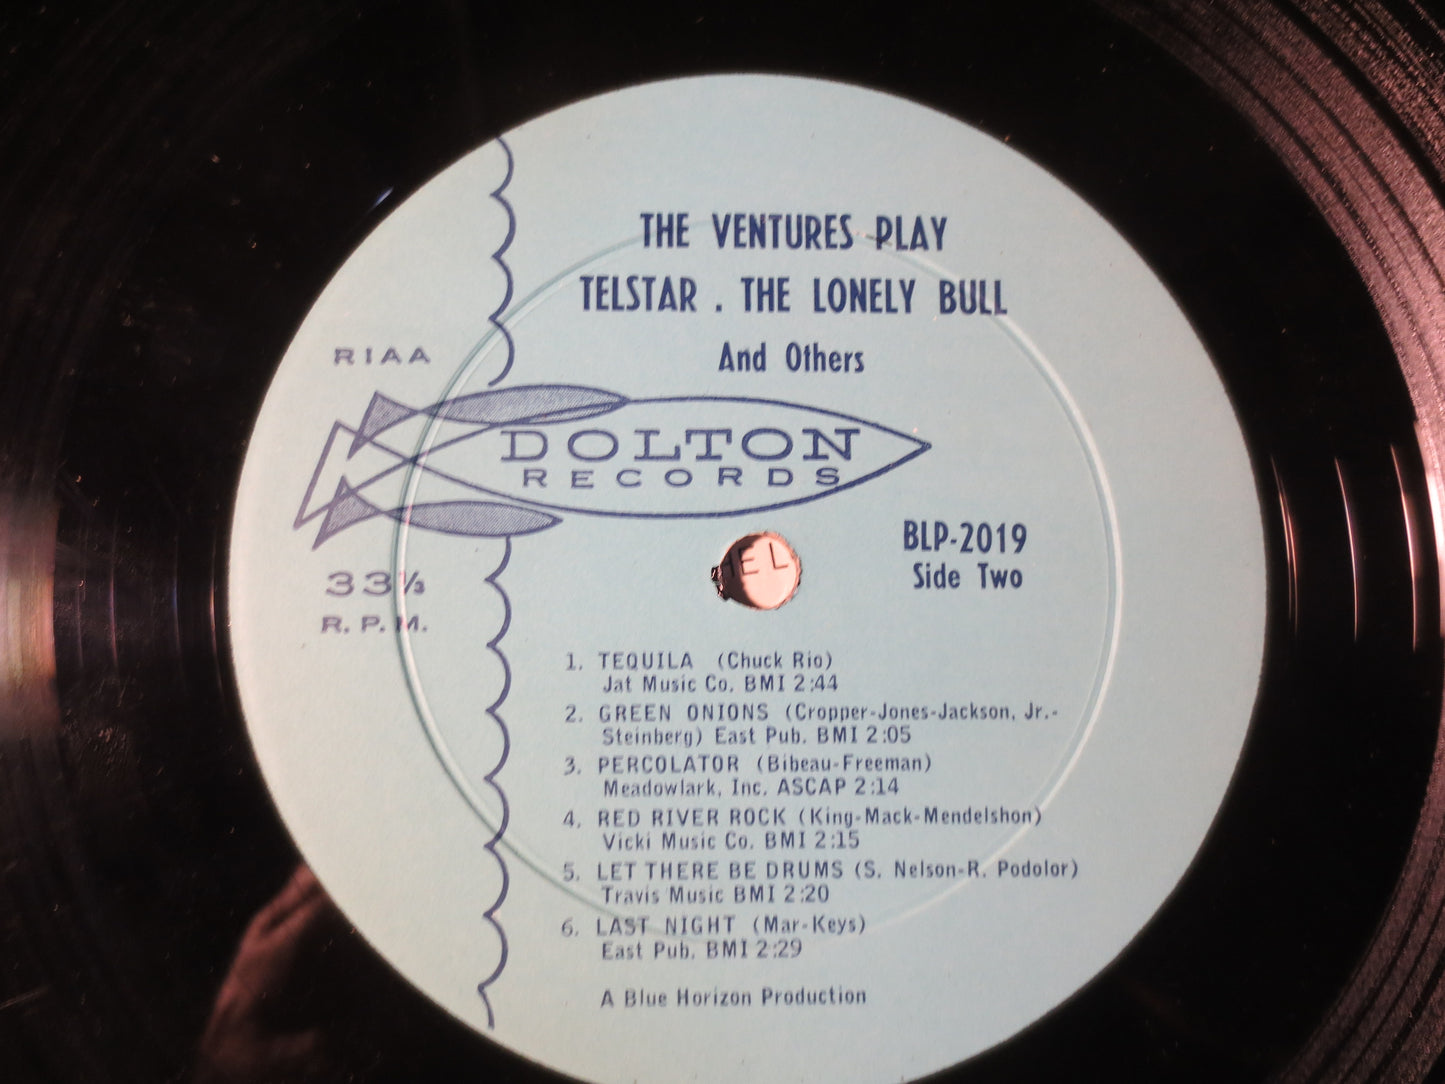 THE VENTURES PLAY
TELSTAR . THE LONELY BULL
And Others
RIAA
DOLTON
RECORDS
BLP-2019
Side Two
33⅓
R. P. M.
1. TEQUILA (Chuck Rio)
Jat Music Co. BMI 2:44
2. GREEN ONIONS (Cropper-Jones-Jackson, Jr.-
Steinberg) East Pub. BMI 2:05
3. PERCOLATOR (Bibeau-Freeman)
Meadowlark, Inc. ASCAP 2:14
4. RED RIVER ROCK (King-Mack-Mendelshon)
Vicki Music Co. BMI 2:15
5. LET THERE BE DRUMS (S. Nelson-R. Podolor)
Travis Music BMI 2:20
6. LAST NIGHT (Mar-Keys)
East Pub. BMI 2:29
A Blue Horizon Production